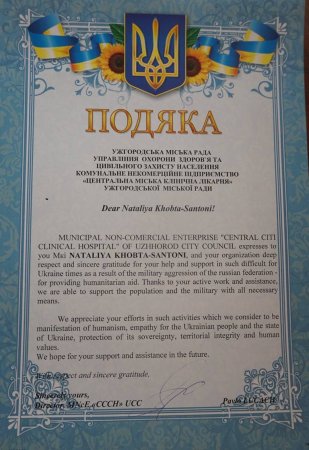 ПОДЯКА
УЖГОРОДСЬКА МІСЬКА РАДА
УПРАВЛІННЯ ОХОРОНИ ЗДОРОВ'Я ТА
ЦИВІЛЬНОГО ЗАХИСТУ НАСЕЛЕННЯ
КОМУНАЛЬНЕ НЕКОМЕРЦІЙНЕ ПІДПРИЄМСТВО
«ЦЕНТРАЛЬНА МІСЬКА КЛІНІЧНА ЛІКАРНЯ»
УЖГОРОДСЬКОЇ МІСЬКОЇ РАДИ
Dear Nataliya Khobta-Santoni!
MUNICIPAL NON-COMERCIAL ENTERPRISE "CENTRAL CITI
CLINICAL HOSPITAL" OF UZHHOROD CITY COUNCIL expresses to
you Mai NATALIYA KHOBTA-SANTONI, and your organization deep
respect and sincere gratitude for your help and support in such difficult for
Ukraine times as a result of the military aggression of the russian federation -
for providing humanitarian aid. Thanks to your active work and assistance,
we are able to support the population and the military with all necessary
means.
We appreciate your efforts in such activities which we consider to be
manifestation of humanism, empathy for the Ukrainian people and the state
of Ukraine, protection of its sovereignty, territorial integrity and human
values.
We hope for your support and assistance in the future.
With respect and sincere gratitude,
Sincerely yours,
Director, UCC Pavlo